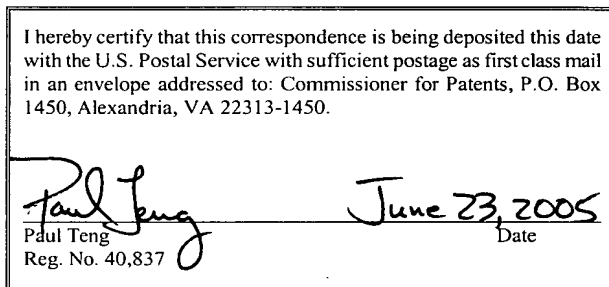 I hereby certify that this correspondence is being deposited this date
with the U.S. Postal Service with sufficient postage as first class mail
in an envelope addressed to: Commissioner for Patents, P.O. Box
1450, Alexandria, VA 22313-1450.
Paul Teng June 23, 2005
Paul Teng Date
Reg. No. 40,837